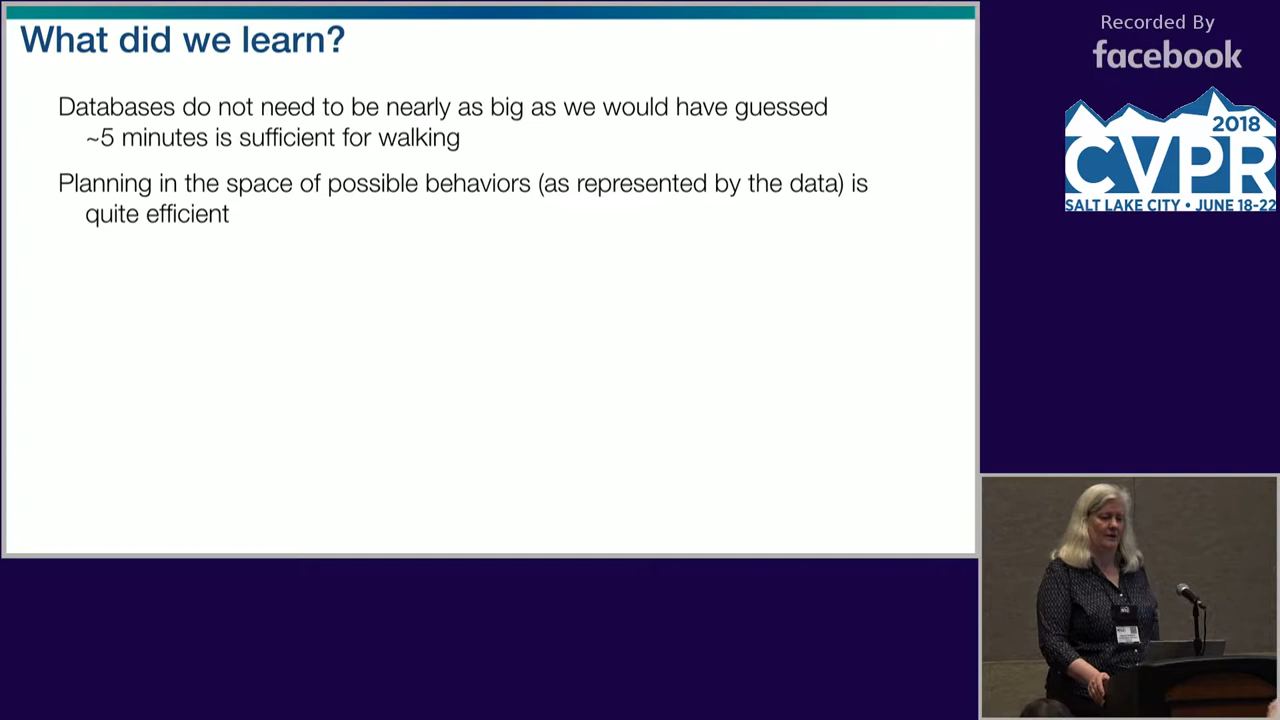 What did we learn?
Databases do not need to be nearly as big as we would have guessed
~5 minutes is sufficient for walking
Planning in the space of possible behaviors (as represented by the data) is
quite efficient
Recorded By
facebook
2018
CVPR
SALT LAKE CITY • JUNE 18-22